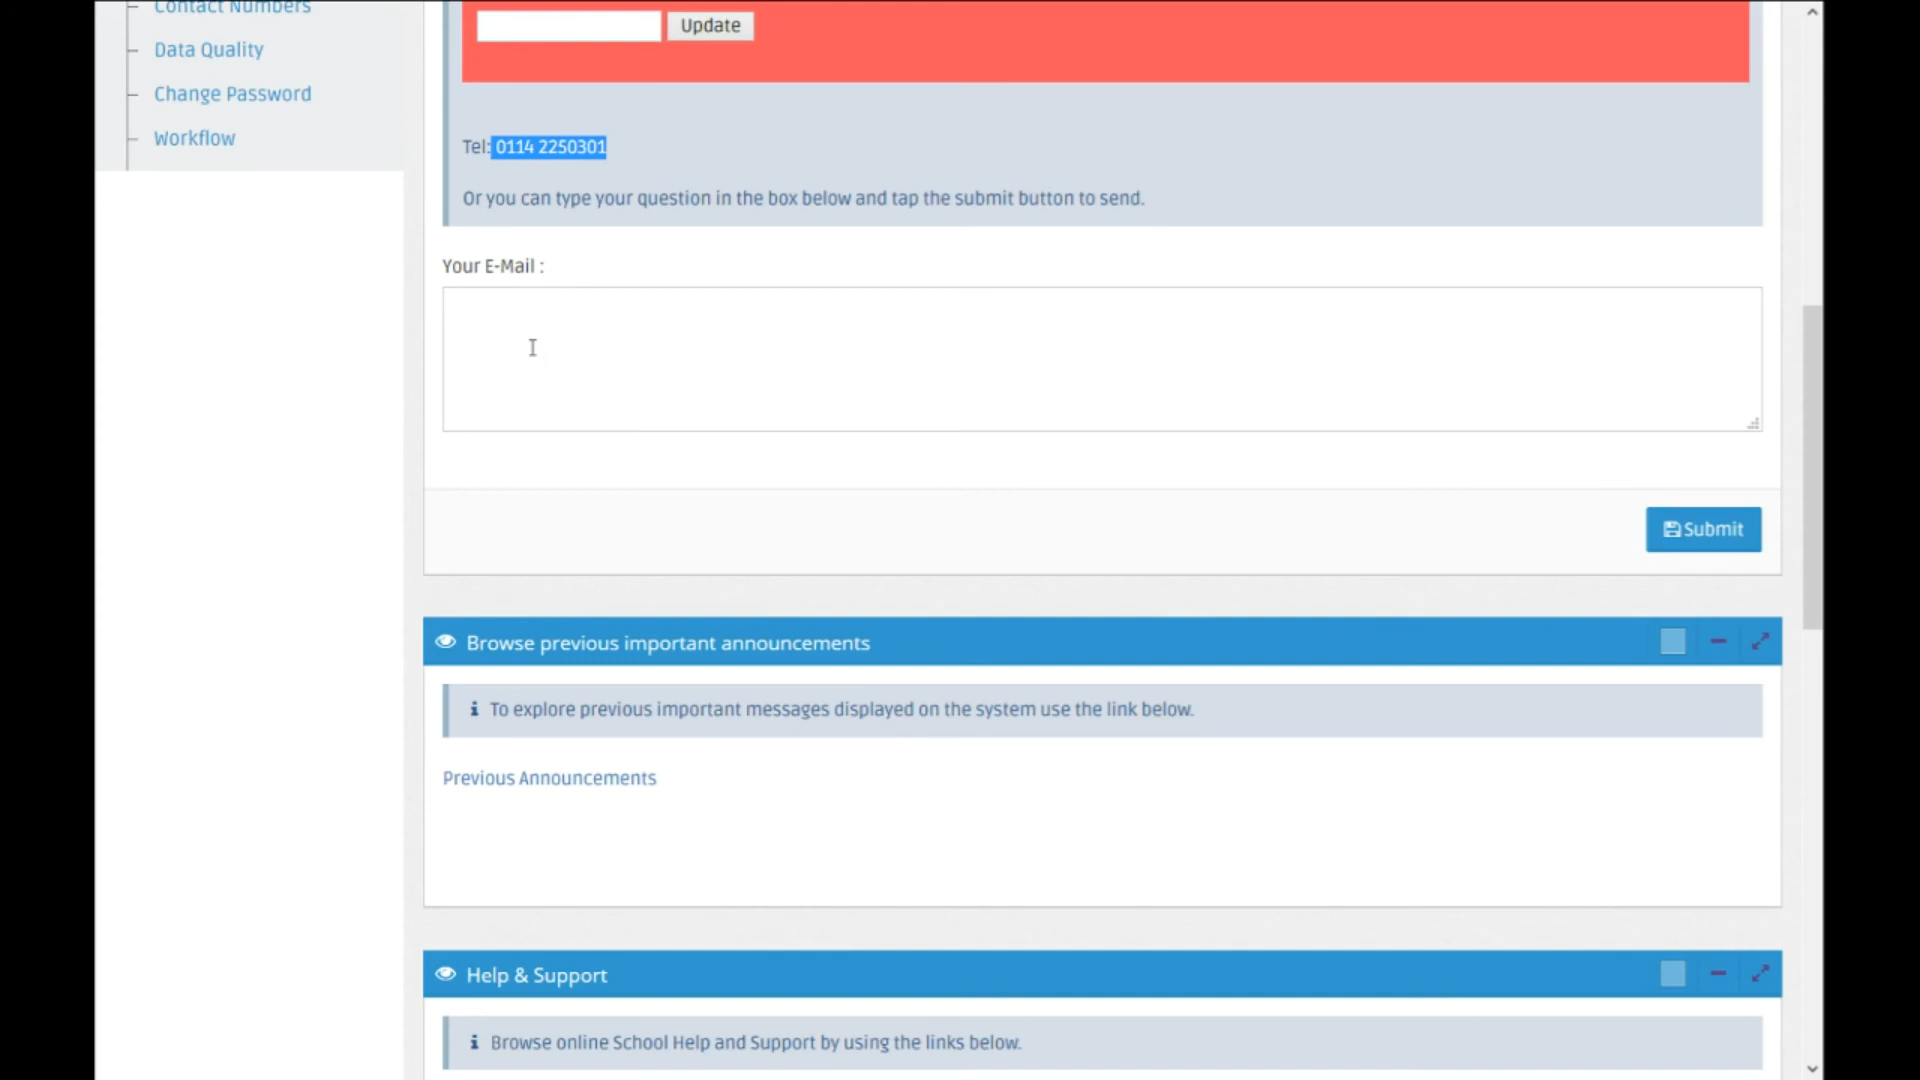 Contact Numbers
Data Quality
Change Password
Workflow
Update
Tel: 0114 2250301
Or you can type your question in the box below and tap the submit button to send.
Your E-Mail :
Submit
Browse previous important announcements
To explore previous important messages displayed on the system use the link below.
Previous Announcements
Help & Support
Browse online School Help and Support by using the links below.